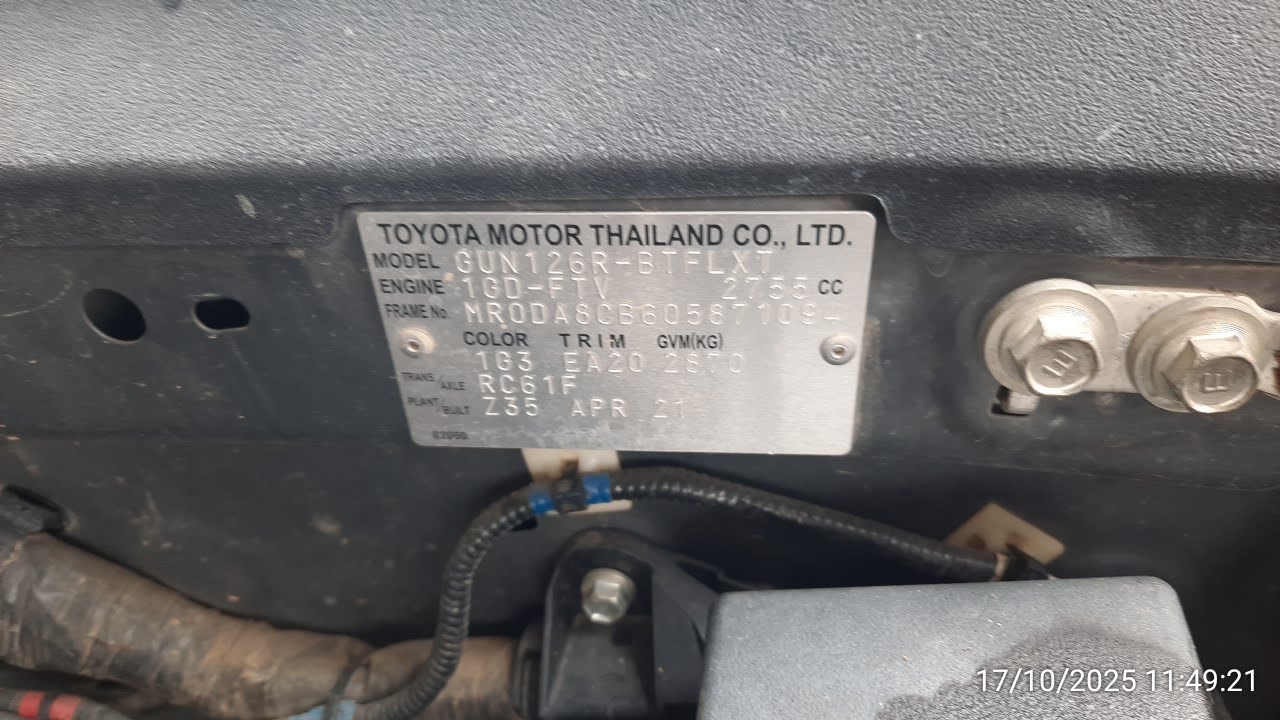 TOYOTA MOTOR THAILAND CO., LTD.
MODEL GUN126R-BTFLXT
ENGINE 1GD-FTV 2755 CC
FRAME No. MR0DA8CB60587109-
COLOR TRIM GVM(KG)
1G3 EA20 2870
TRANS./AXLE RC61F
PLANT/BUILT Z35 APR 21
17/10/2025 11:49:21